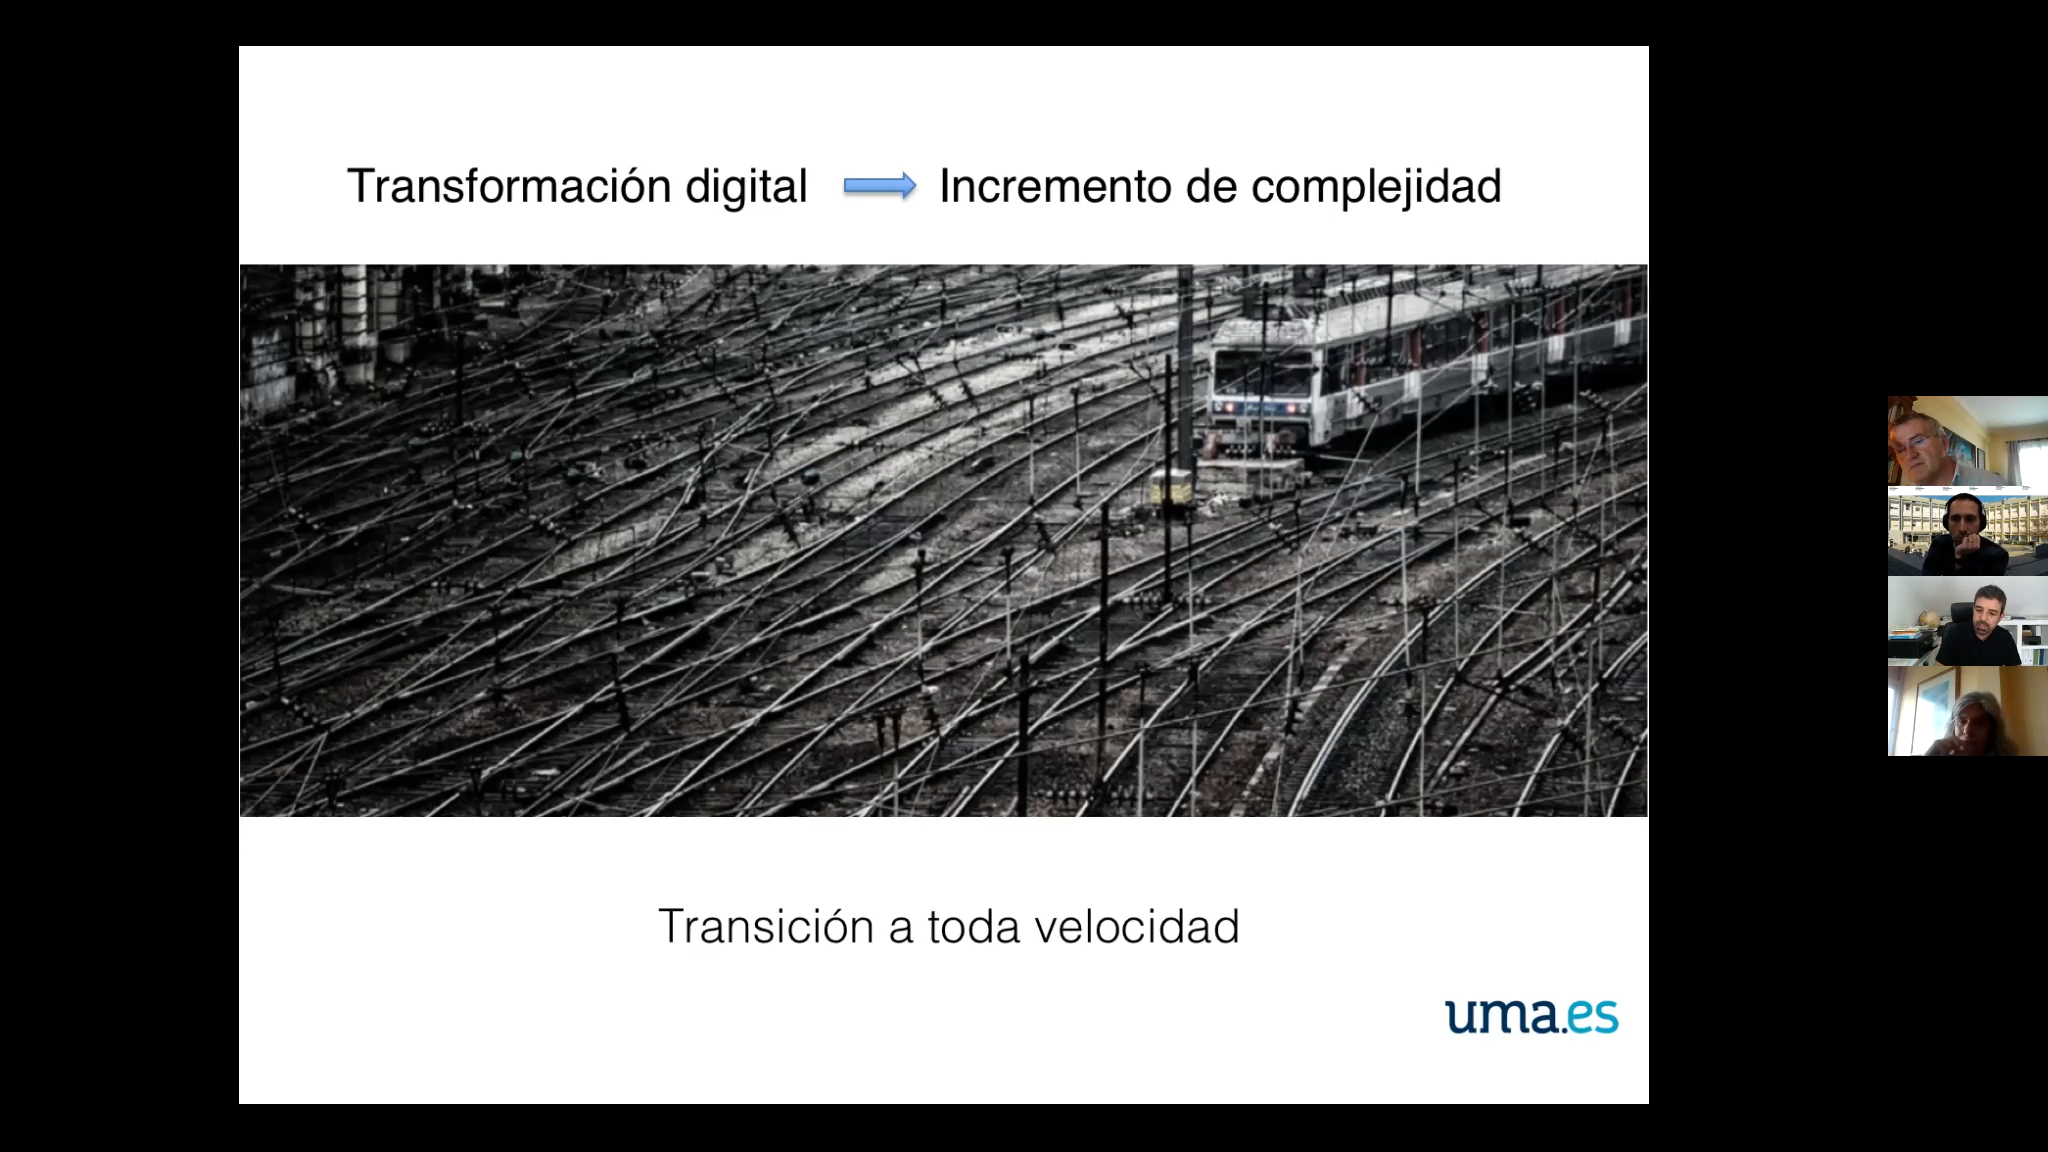 Transformación digital Incremento de complejidad
Transición a toda velocidad
uma.es